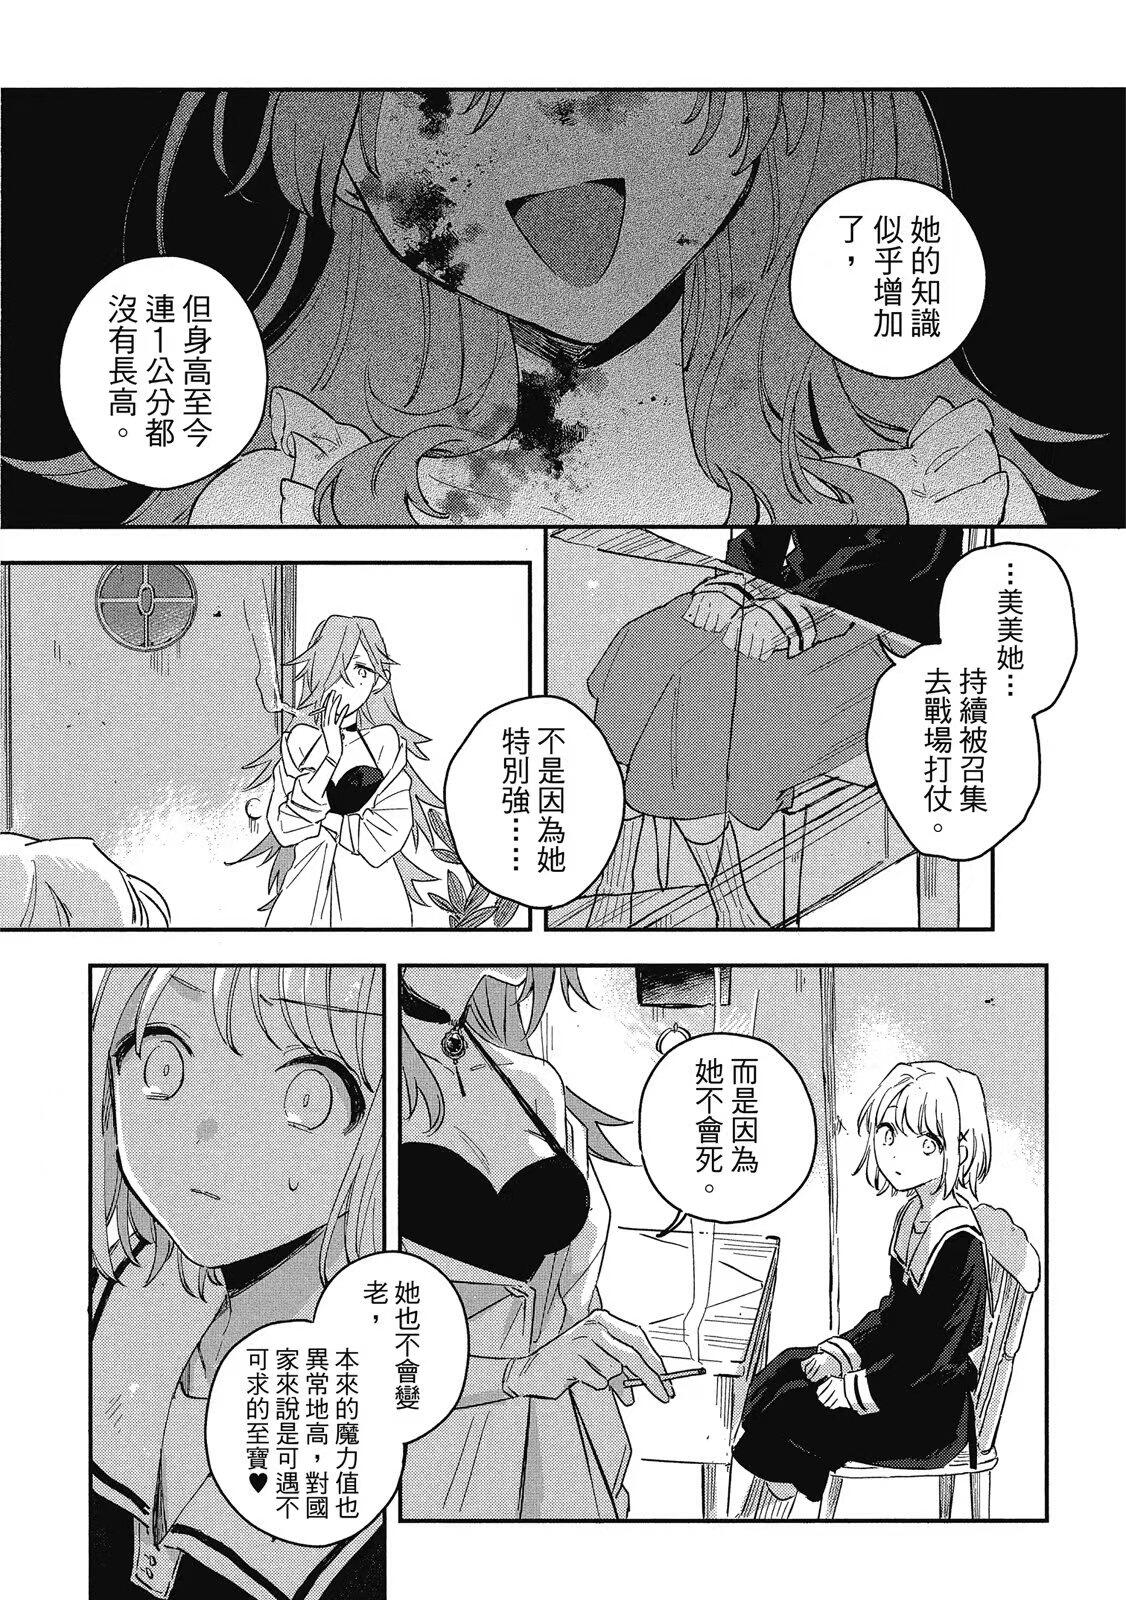 她的知識
似乎增加
了，
但身高至今
連1公分都
沒有長高。
…美美她…
持續被召集
去戰場打仗。
不是因為她
特別強……
而是因為
她不會死。
她也不會變
老，
本來的魔力值也
異常地高，對國
家來說是可遇不
可求的至寶♥